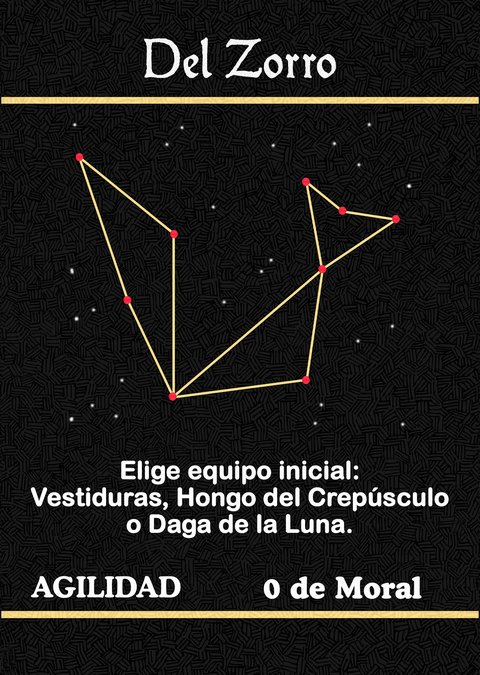 Del Zorro
Elige equipo inicial:
Vestiduras, Hongo del Crepúsculo
o Daga de la Luna.
AGILIDAD 0 de Moral